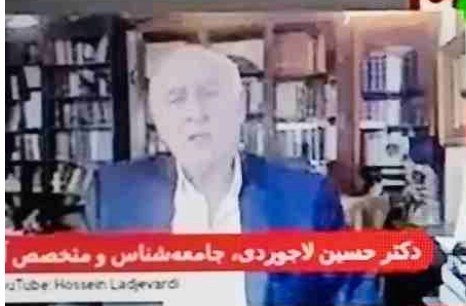 دکتر حسین لاجوردی، جامعه‌شناس و متخصص
uTube: Hossein Ladjevardi